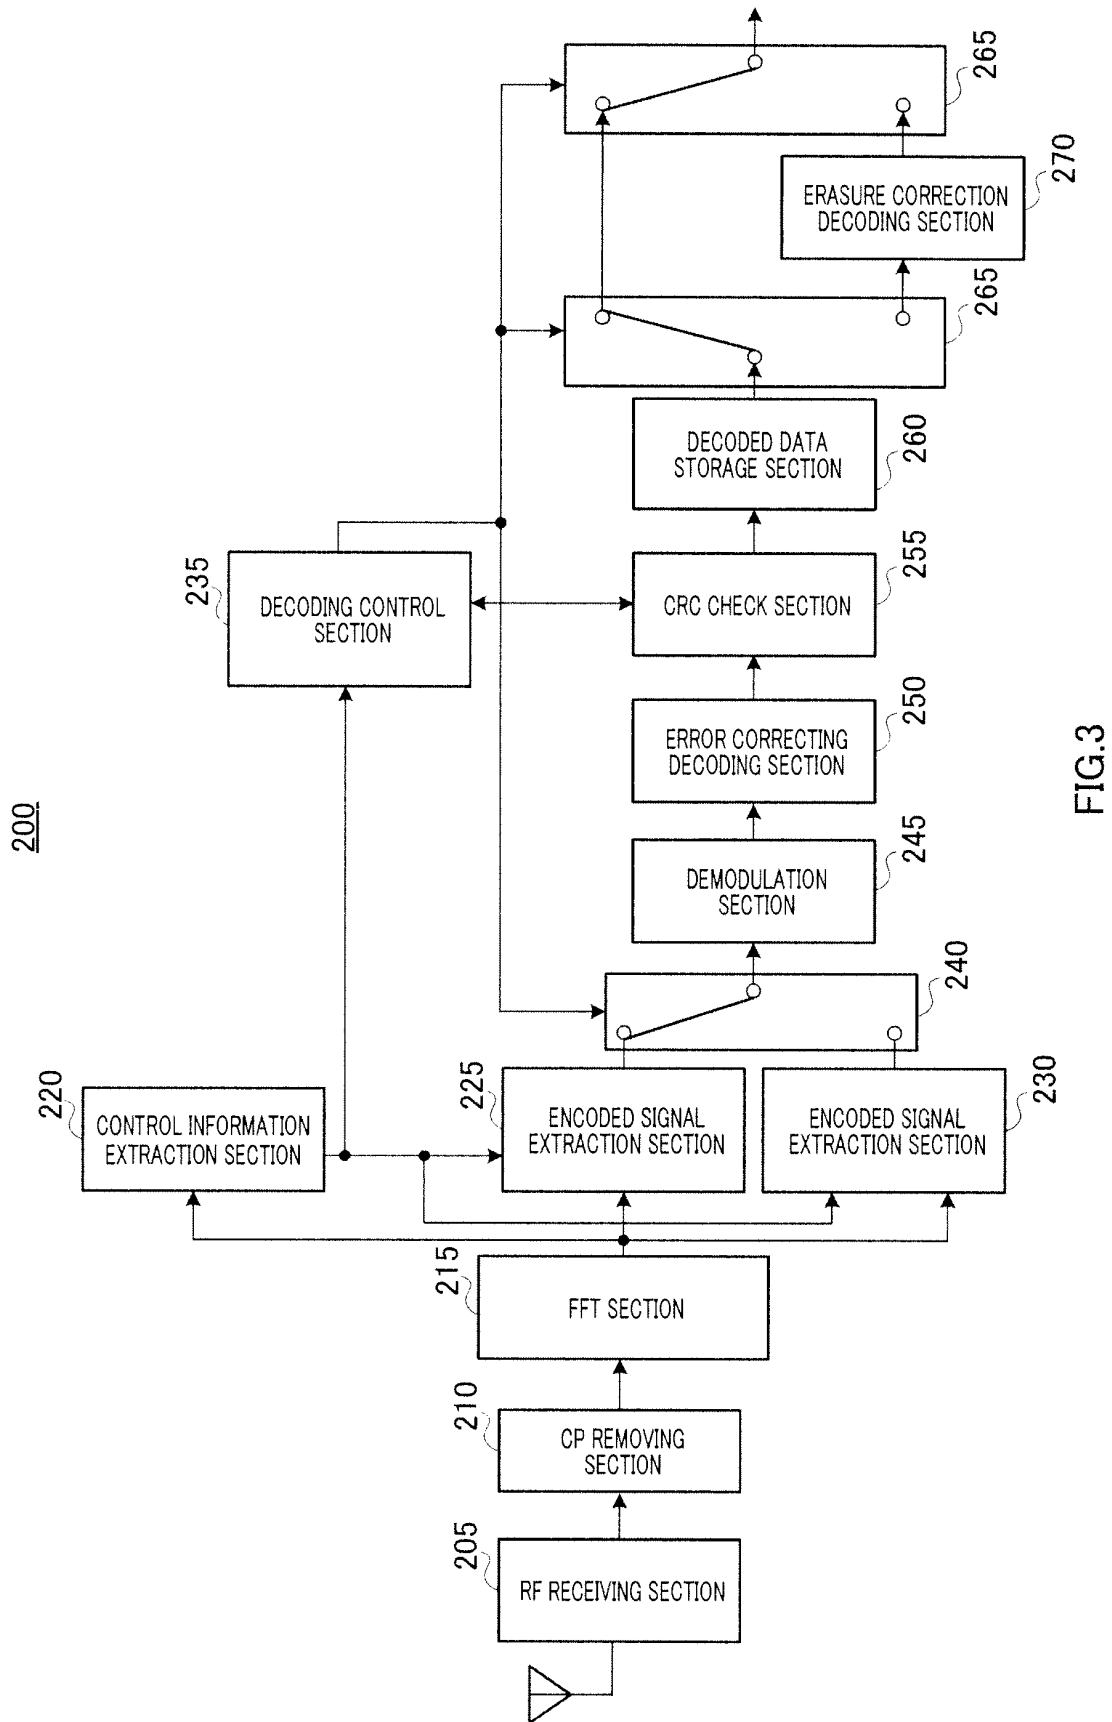 200
265
ERASURE CORRECTION
DECODING SECTION
270
265
DECODED DATA
STORAGE SECTION
260
235
DECODING CONTROL
SECTION
CRC CHECK SECTION
255
ERROR CORRECTING
DECODING SECTION
250
DEMODULATION
SECTION
245
240
220
CONTROL INFORMATION
EXTRACTION SECTION
225
ENCODED SIGNAL
EXTRACTION SECTION
ENCODED SIGNAL
EXTRACTION SECTION
230
215
FFT SECTION
210
CP REMOVING
SECTION
205
RF RECEIVING SECTION
FIG.3